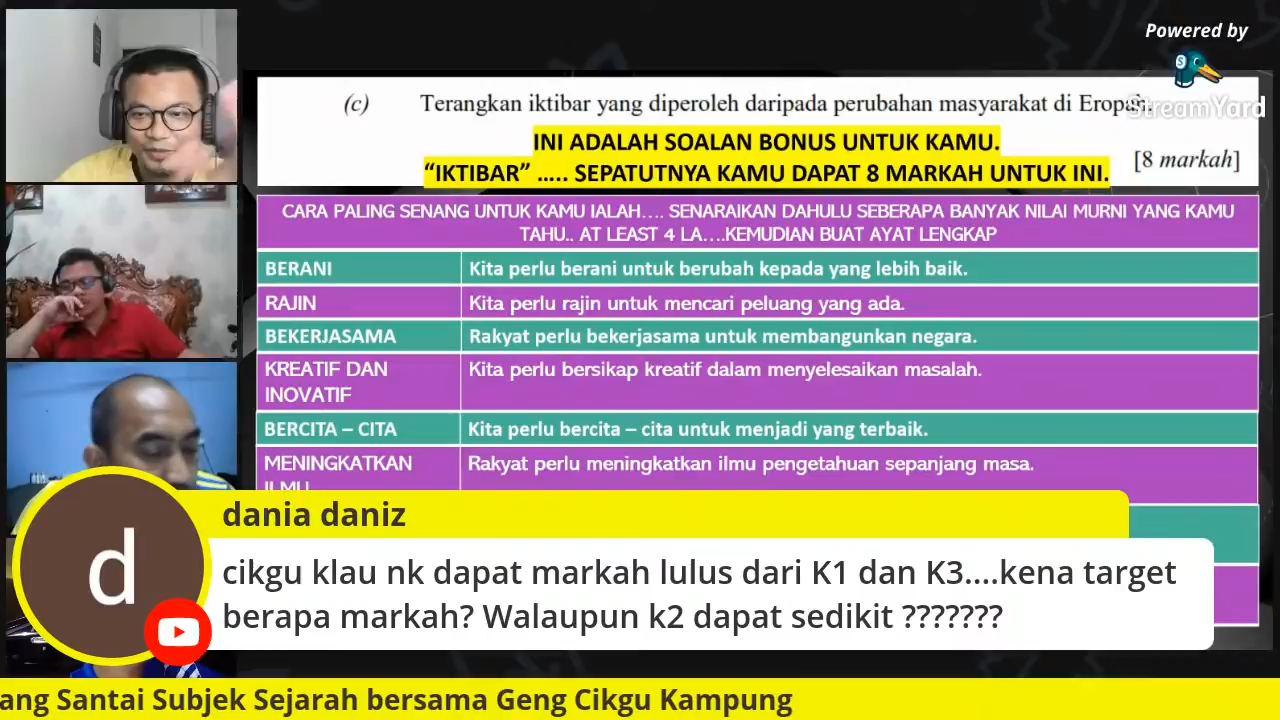 Powered by
StreamYard
(c) Terangkan iktibar yang diperoleh daripada perubahan masyarakat di Eropah.
INI ADALAH SOALAN BONUS UNTUK KAMU.
“IKTIBAR” ….. SEPATUTNYA KAMU DAPAT 8 MARKAH UNTUK INI.
[8 markah]
CARA PALING SENANG UNTUK KAMU IALAH…. SENARAIKAN DAHULU SEBERAPA BANYAK NILAI MURNI YANG KAMU
TAHU.. AT LEAST 4 LA….KEMUDIAN BUAT AYAT LENGKAP
BERANI Kita perlu berani untuk berubah kepada yang lebih baik.
RAJIN Kita perlu rajin untuk mencari peluang yang ada.
BEKERJASAMA Rakyat perlu bekerjasama untuk membangunkan negara.
KREATIF DAN Kita perlu bersikap kreatif dalam menyelesaikan masalah.
INOVATIF
BERCITA – CITA Kita perlu bercita – cita untuk menjadi yang terbaik.
MENINGKATKAN Rakyat perlu meningkatkan ilmu pengetahuan sepanjang masa.
ILMU
d
dania daniz
cikgu klau nk dapat markah lulus dari K1 dan K3....kena target
berapa markah? Walaupun k2 dapat sedikit ???????
ang Santai Subjek Sejarah bersama Geng Cikgu Kampung